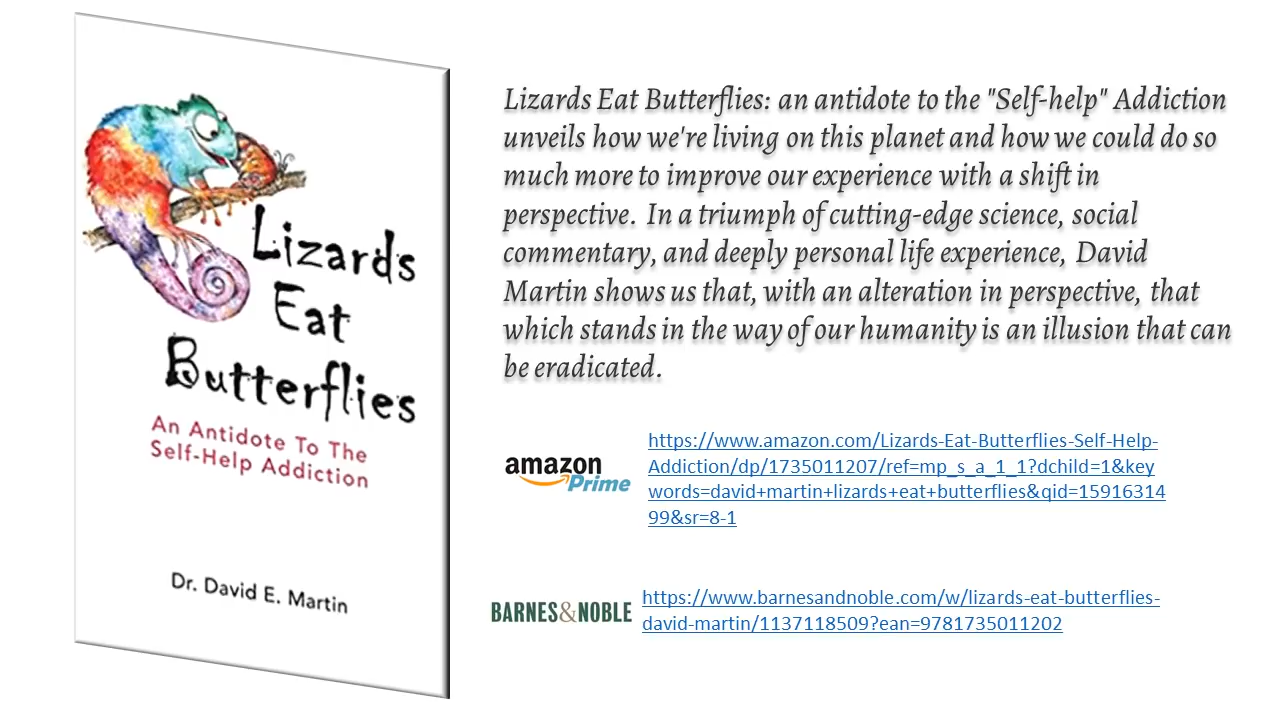 Lizards
Eat
Butterflies
An Antidote To The
Self-Help Addiction
Dr. David E. Martin
Lizards Eat Butterflies: an antidote to the "Self-help" Addiction
unveils how we're living on this planet and how we could do so
much more to improve our experience with a shift in
perspective. In a triumph of cutting-edge science, social
commentary, and deeply personal life experience, David
Martin shows us that, with an alteration in perspective, that
which stands in the way of our humanity is an illusion that can
be eradicated.
amazon
Prime
https://www.amazon.com/Lizards-Eat-Butterflies-Self-Help-
Addiction/dp/1735011207/ref=mp_s_a_1_1?dchild=1&key
words=david+martin+lizards+eat+butterflies&qid=15916314
99&sr=8-1
BARNES&NOBLE
https://www.barnesandnoble.com/w/lizards-eat-butterflies-
david-martin/1137118509?ean=9781735011202